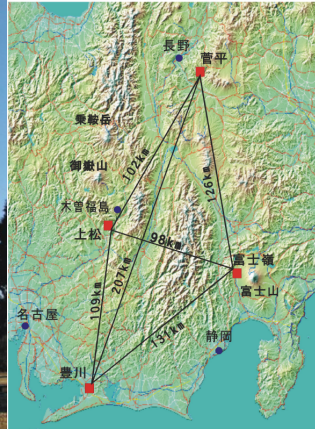 長野
菅平
乗鞍岳
御嶽山
102km
126km
木曽福島
上松
98km
富士嶺
富士山
109km
207km
131km
名古屋
静岡
豊川